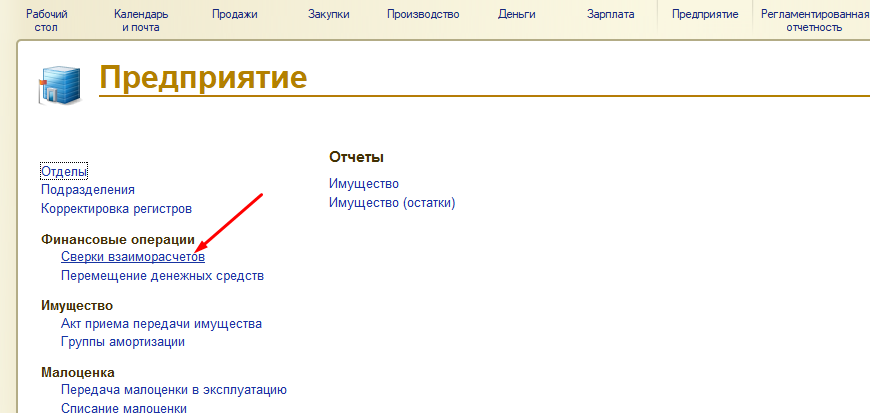 Рабочий стол
Календарь и почта
Продажи
Закупки
Производство
Деньги
Зарплата
Предприятие
Регламентированная отчетность
Предприятие
Отделы
Подразделения
Корректировка регистров
Финансовые операции
Сверки взаиморасчетов
Перемещение денежных средств
Имущество
Акт приема передачи имущества
Группы амортизации
Малоценка
Передача малоценки в эксплуатацию
Списание малоценки
Отчеты
Имущество
Имущество (остатки)